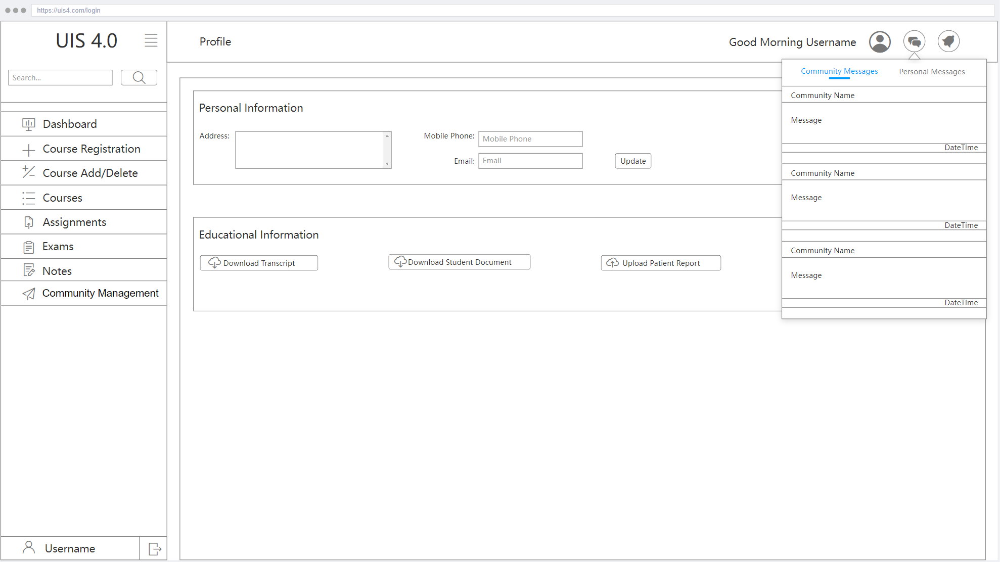 https://uis4.com/login
UIS 4.0
Search...
Dashboard
Course Registration
Course Add/Delete
Courses
Assignments
Exams
Notes
Community Management
Username
Profile
Good Morning Username
Personal Information
Address:
Mobile Phone:
Mobile Phone
Email:
Email
Update
Educational Information
Download Transcript
Download Student Document
Upload Patient Report
Community Messages
Personal Messages
Community Name
Message
DateTime
Community Name
Message
DateTime
Community Name
Message
DateTime